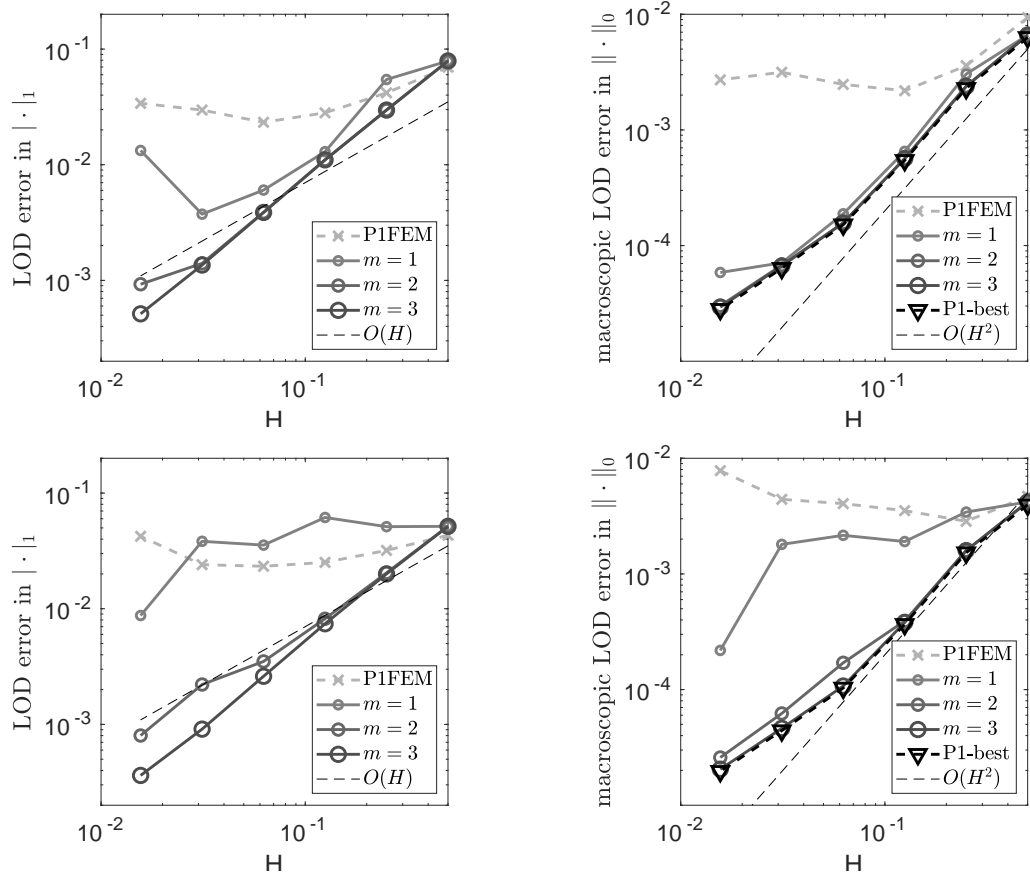 10^{-1}
10^{-2}
10^{-3}
LOD error in | · |_1
P1FEM
m = 1
m = 2
m = 3
O(H)
10^{-2}
10^{-1}
H
10^{-2}
10^{-3}
10^{-4}
macroscopic LOD error in ‖ · ‖_0
P1FEM
m = 1
m = 2
m = 3
P1-best
O(H^2)
10^{-2}
10^{-1}
H
10^{-1}
10^{-2}
10^{-3}
LOD error in | · |_1
P1FEM
m = 1
m = 2
m = 3
O(H)
10^{-2}
10^{-1}
H
10^{-2}
10^{-3}
10^{-4}
macroscopic LOD error in ‖ · ‖_0
P1FEM
m = 1
m = 2
m = 3
P1-best
O(H^2)
10^{-2}
10^{-1}
H